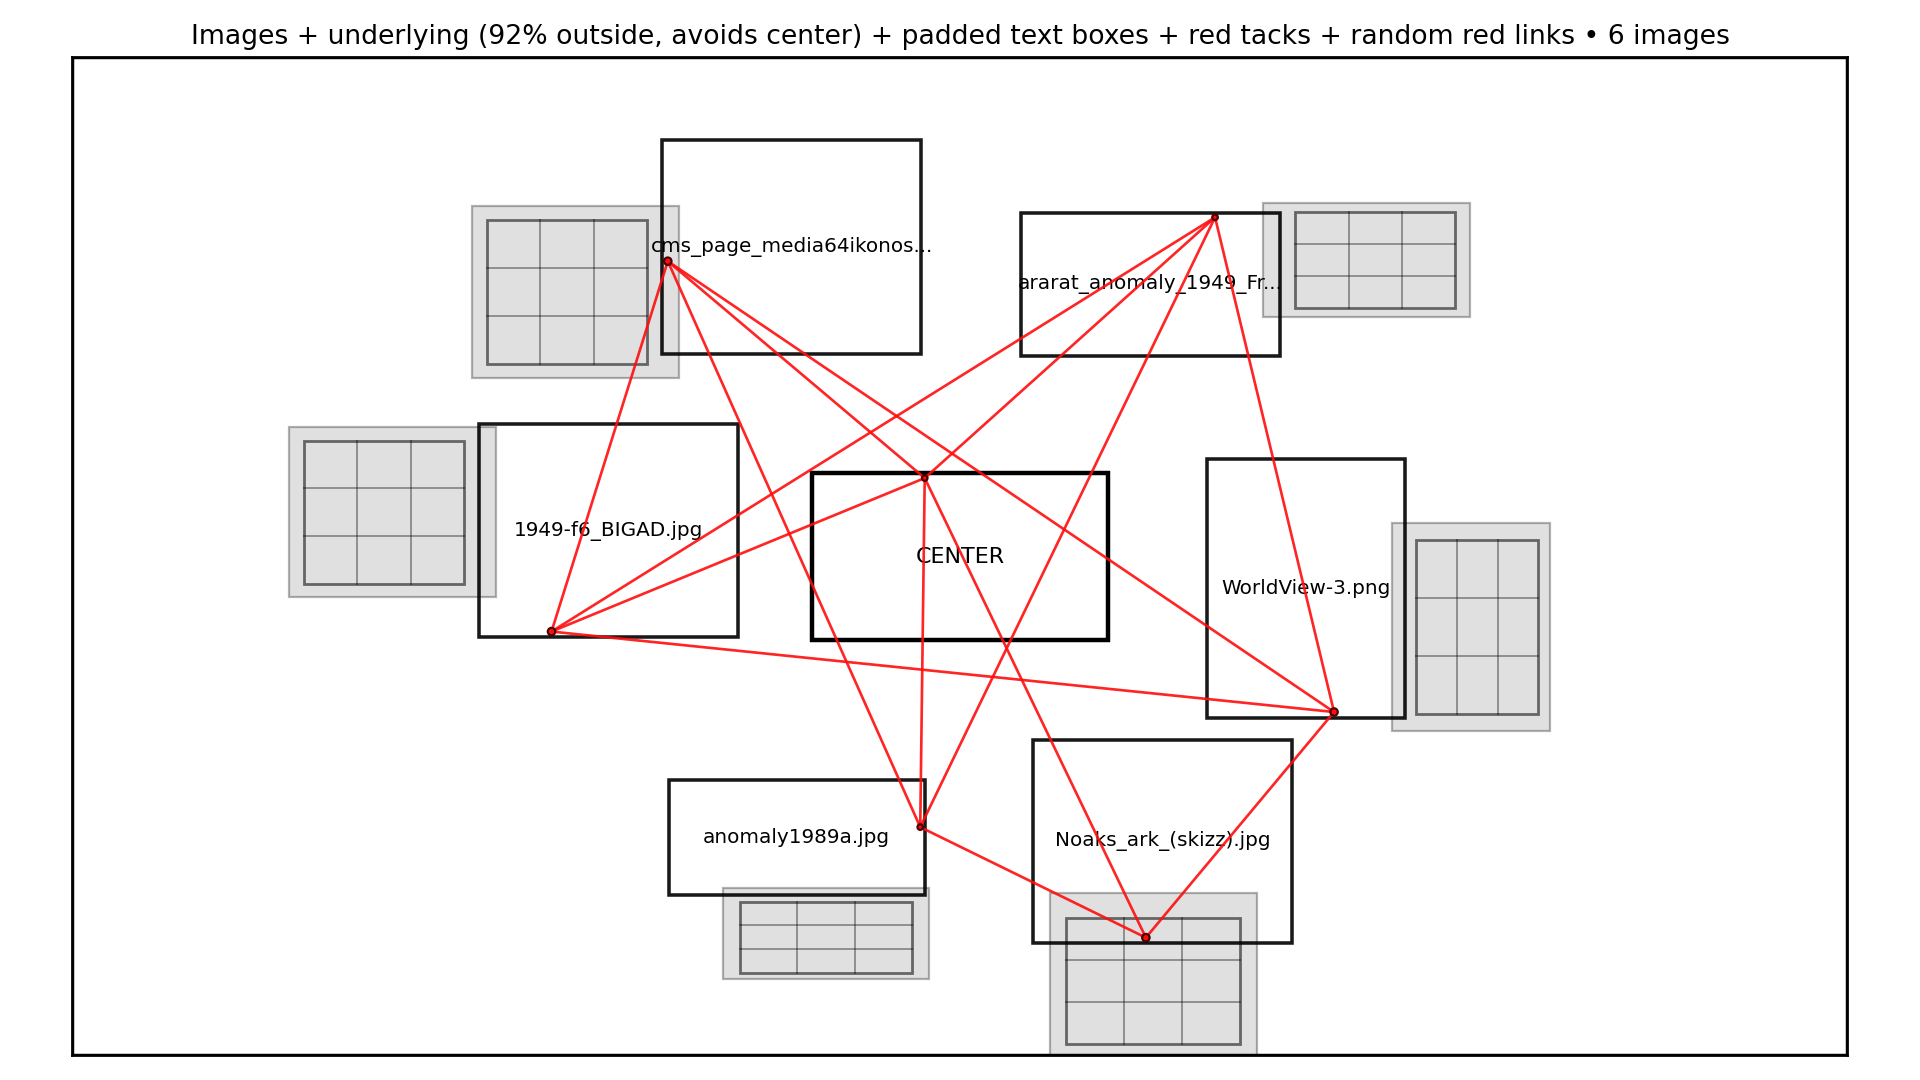 Images + underlying (92% outside, avoids center) + padded text boxes + red tacks + random red links • 6 images
cms_page_media64ikonos...
ararat_anomaly_1949_Fr...
1949-f6_BIGAD.jpg
CENTER
WorldView-3.png
anomaly1989a.jpg
Noaks_ark_(skizz).jpg